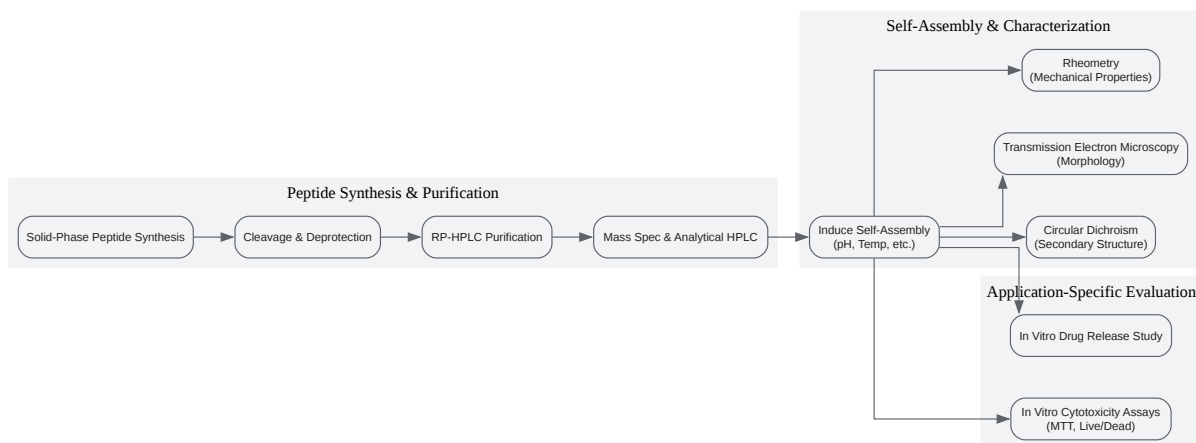 Self-Assembly & Characterization
Rheometry
(Mechanical Properties)
Transmission Electron Microscopy
(Morphology)
Peptide Synthesis & Purification
Solid-Phase Peptide Synthesis
Cleavage & Deprotection
RP-HPLC Purification
Mass Spec & Analytical HPLC
Induce Self-Assembly
(pH, Temp, etc.)
Circular Dichroism
(Secondary Structure)
Application-Specific Evaluation
In Vitro Drug Release Study
In Vitro Cytotoxicity Assays
(MTT, Live/Dead)